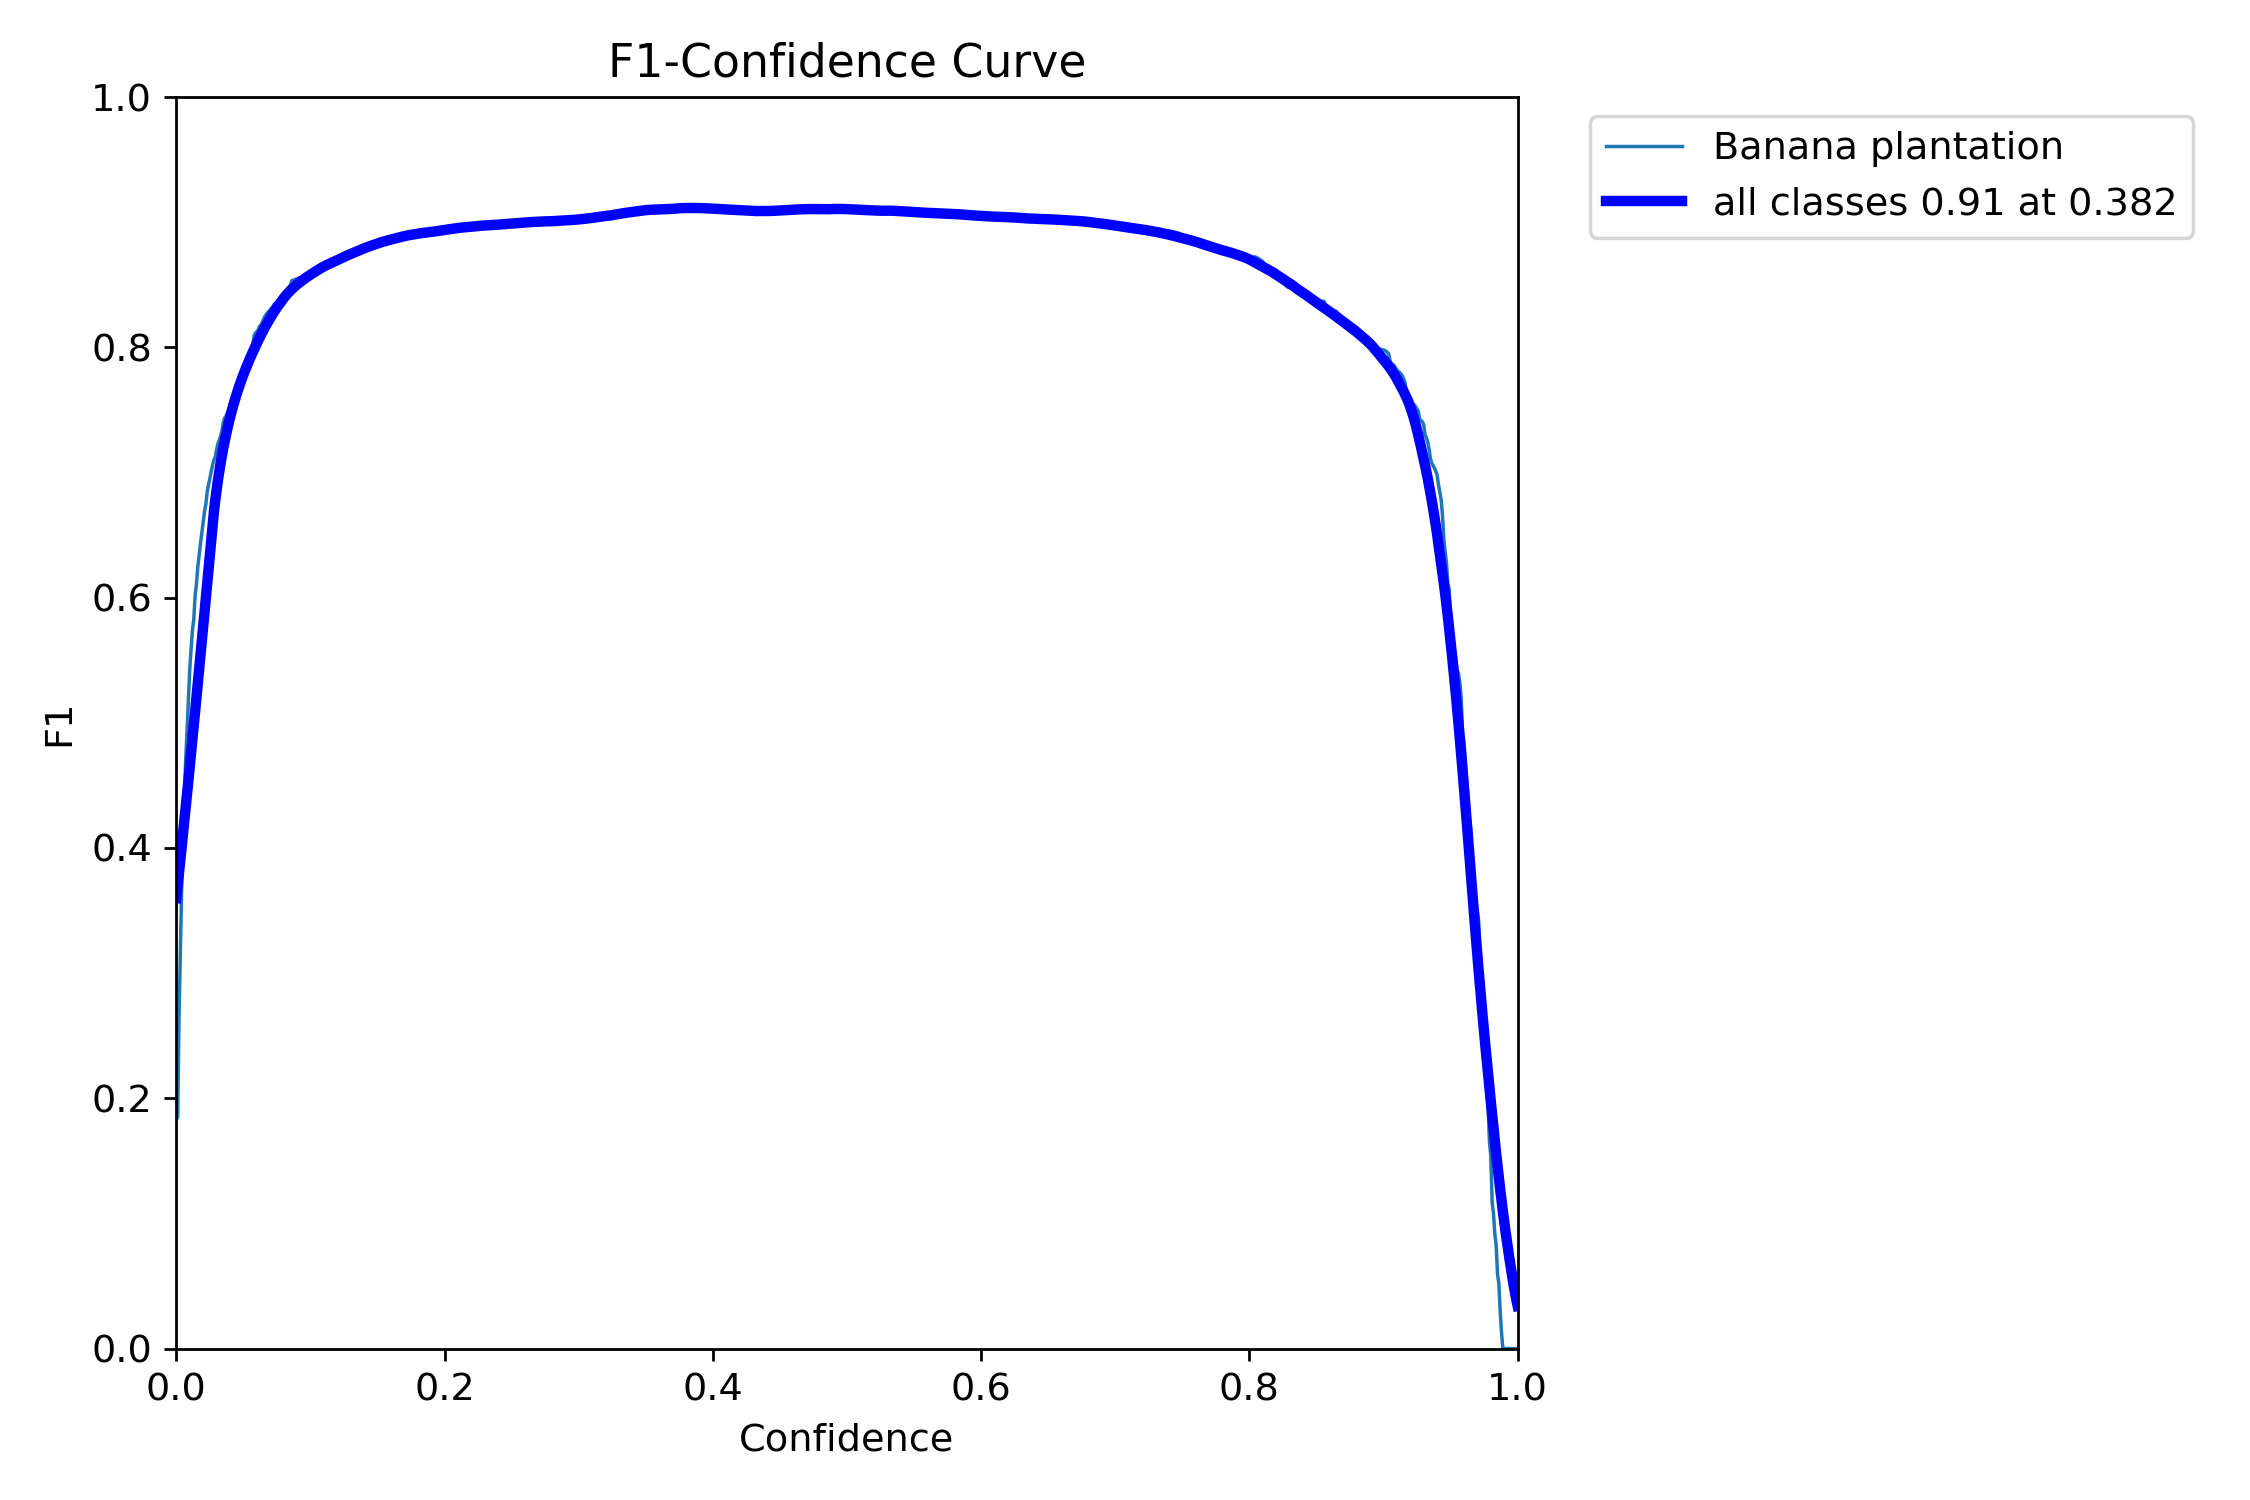 F1-Confidence Curve
1.0
0.8
0.6
0.4
0.2
0.0
F1
0.0 0.2 0.4 0.6 0.8 1.0
Confidence
Banana plantation
all classes 0.91 at 0.382